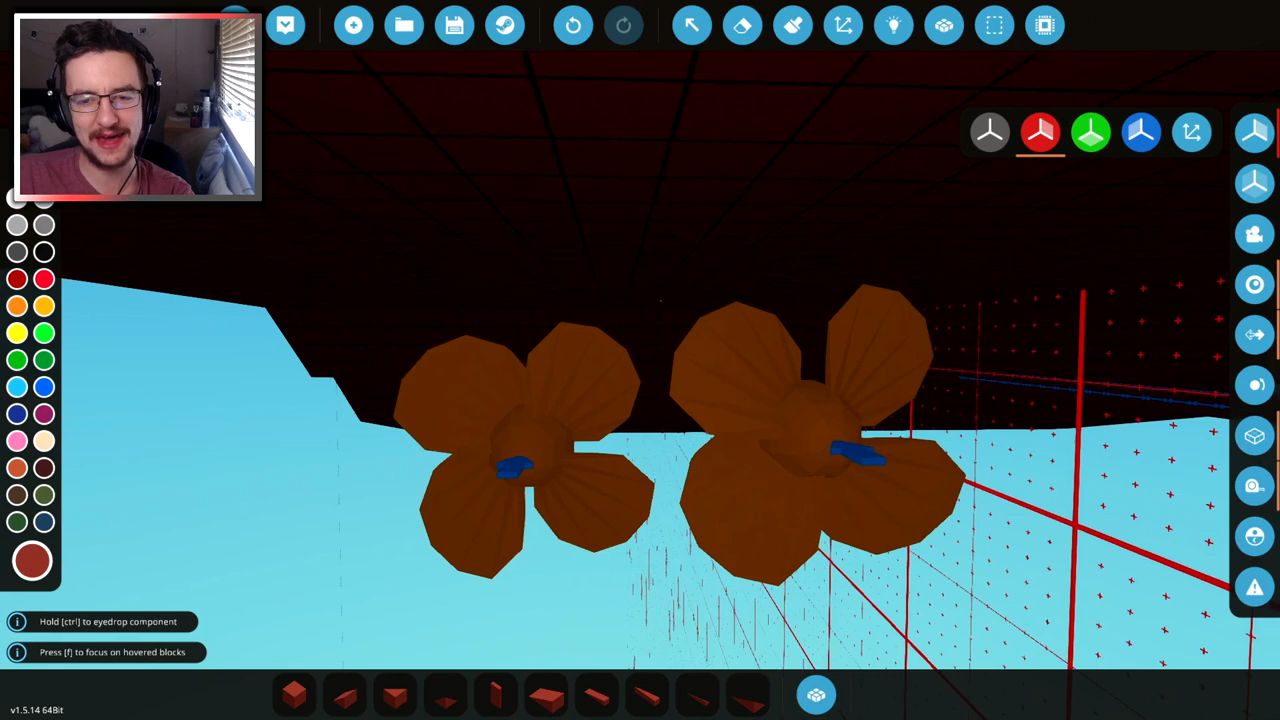 Hold [ctrl] to eyedrop component
Press [f] to focus on hovered blocks
v1.5.14 64Bit